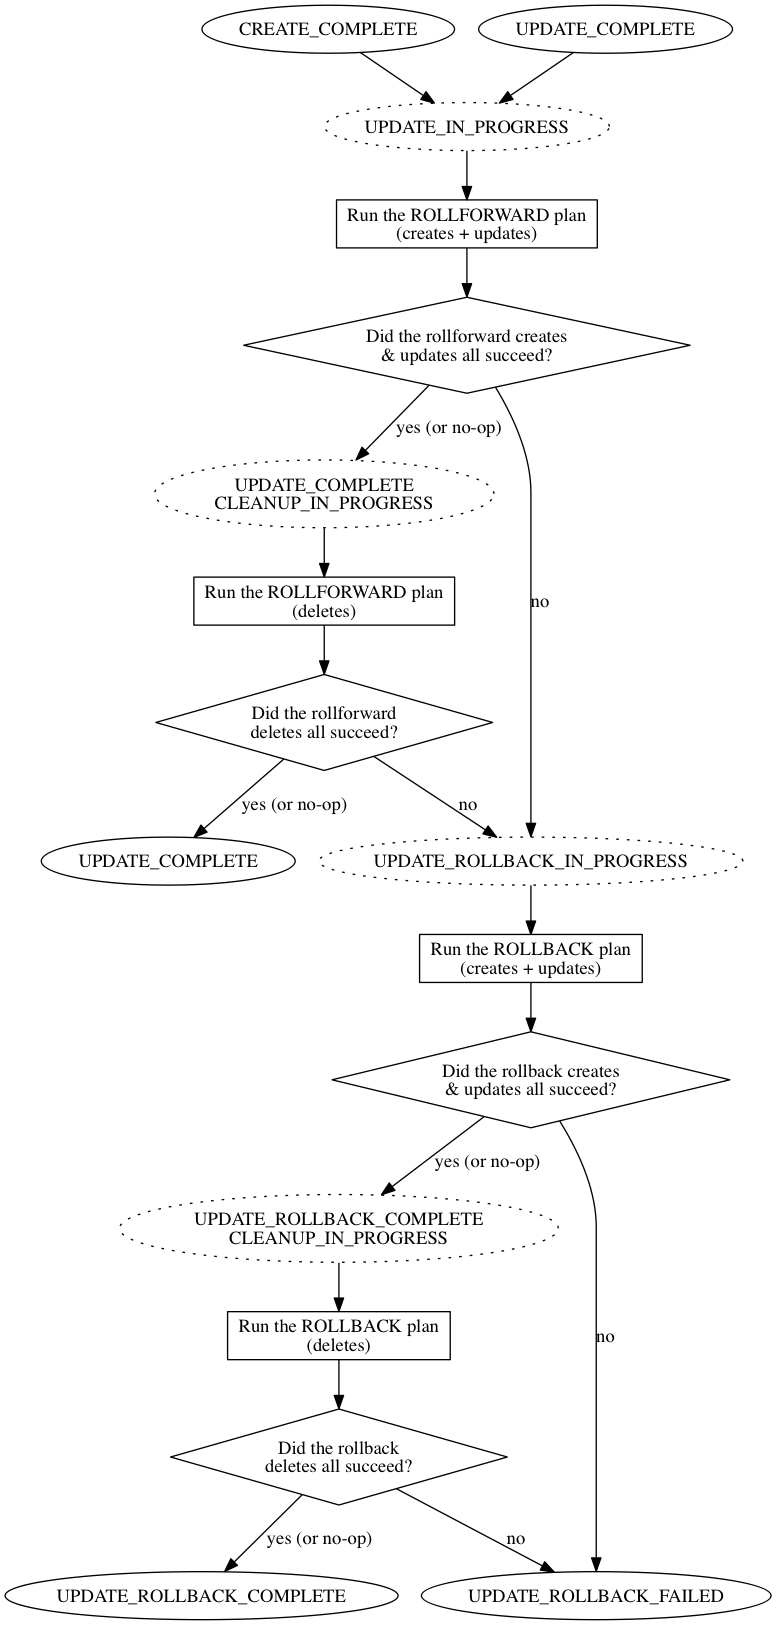 CREATE_COMPLETE
UPDATE_COMPLETE
UPDATE_IN_PROGRESS
Run the ROLLFORWARD plan
(creates + updates)
Did the rollforward creates
& updates all succeed?
yes (or no-op)
UPDATE_COMPLETE
CLEANUP_IN_PROGRESS
Run the ROLLFORWARD plan
(deletes)
no
Did the rollforward
deletes all succeed?
yes (or no-op)
no
UPDATE_COMPLETE
UPDATE_ROLLBACK_IN_PROGRESS
Run the ROLLBACK plan
(creates + updates)
Did the rollback creates
& updates all succeed?
yes (or no-op)
UPDATE_ROLLBACK_COMPLETE
CLEANUP_IN_PROGRESS
Run the ROLLBACK plan
(deletes)
no
Did the rollback
deletes all succeed?
yes (or no-op)
no
UPDATE_ROLLBACK_COMPLETE
UPDATE_ROLLBACK_FAILED